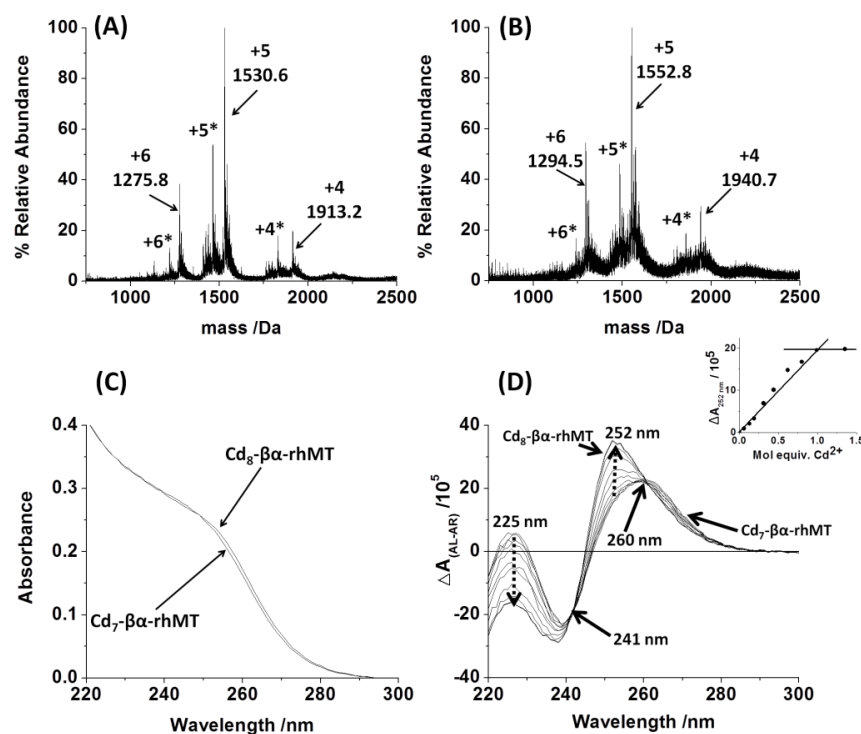 (A)
% Relative Abundance
100
80
60
40
20
0
+5
1530.6
+5*
+6
1275.8
+4
1913.2
+6*
+4*
1000
1500
2000
2500
mass /Da
(B)
% Relative Abundance
100
80
60
40
20
0
+5
1552.8
+5*
+6
1294.5
+4
1940.7
+6*
+4*
1000
1500
2000
2500
mass /Da
(C)
Absorbance
0.4
0.3
0.2
0.1
0.0
Cd₈-βα-rhMT
Cd₇-βα-rhMT
220
240
260
280
300
Wavelength /nm
(D)
ΔA(AL-AR) /10⁵
40
20
0
-20
-40
Cd₈-βα-rhMT
252 nm
225 nm
Cd₇-βα-rhMT
260 nm
241 nm
220
240
260
280
300
Wavelength /nm
ΔA252 nm / 10⁵
20
10
0
0.0
0.5
1.0
1.5
Mol equiv. Cd²⁺